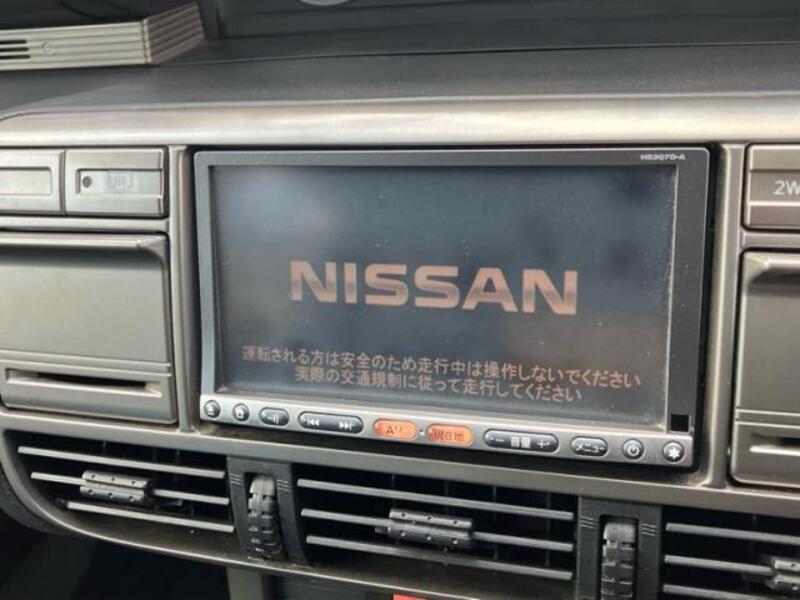 HS307D-A
2W
NISSAN
運転される方は安全のため走行中は操作しないでください
実際の交通規制に従って走行してください
AV
現在地
- 音量 +
メニュー